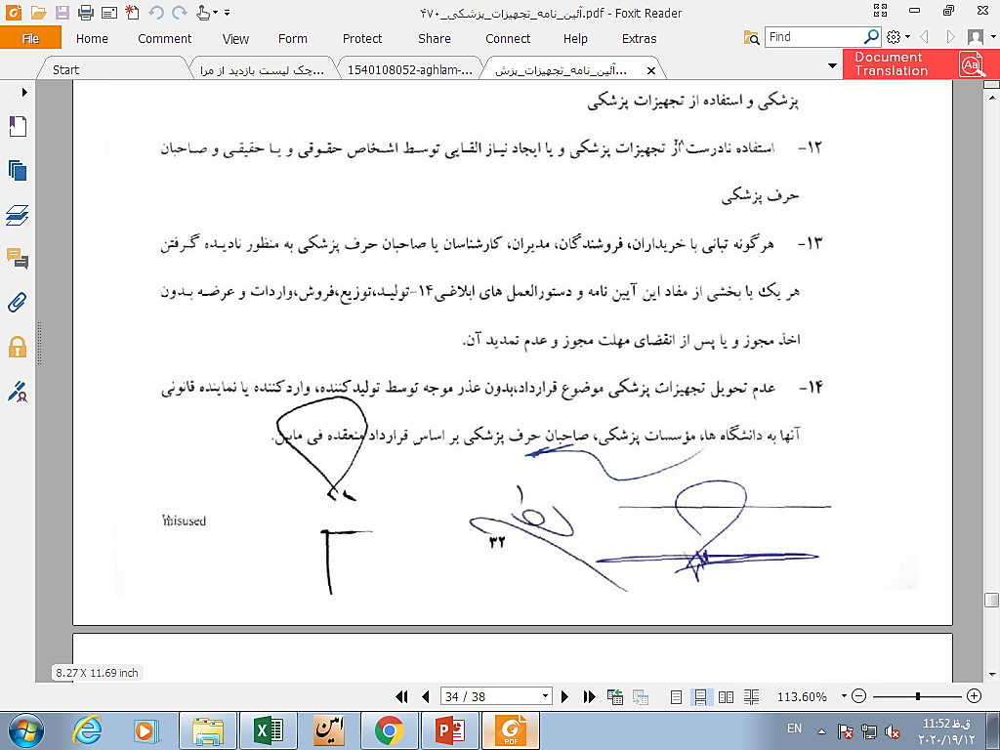 آئین_نامه_تجهیزات_پزشکی_۴۷۰.pdf - Foxit Reader
File Home Comment View Form Protect Share Connect Help Extras Find
Start
چک لیست بازدید از مرا...
1540108052-aghlam-...
آئین_نامه_تجهیزات_پزش...
Document Translation
پزشکی و استفاده از تجهیزات پزشکی
۱۲- استفاده نادرست از تجهیزات پزشکی و یا ایجاد نیاز القایی توسط اشخاص حقوقی و یا حقیقی و صاحبان
حرف پزشکی
۱۳- هرگونه تبانی با خریداران، فروشندگان، مدیران، کارشناسان یا صاحبان حرف پزشکی به منظور نادیده گرفتن
هر یک یا بخشی از مفاد این آیین نامه و دستورالعمل های ابلاغی۱۴-تولید،توزیع،فروش،واردات و عرضه بدون
اخذ مجوز و یا پس از انقضای مهلت مجوز و عدم تمدید آن.
۱۴- عدم تحویل تجهیزات پزشکی موضوع قرارداد،بدون عذر موجه توسط تولیدکننده، واردکننده یا نماینده قانونی
آنها به دانشگاه ها، مؤسسات پزشکی، صاحبان حرف پزشکی بر اساس قرارداد منعقده فی مابین.
misused
۳۲
8.27 X 11.69 inch
34 / 38
113.60%
امین
EN
11:52 ق.ظ
۲۰۲۰/۱۹/۱۲